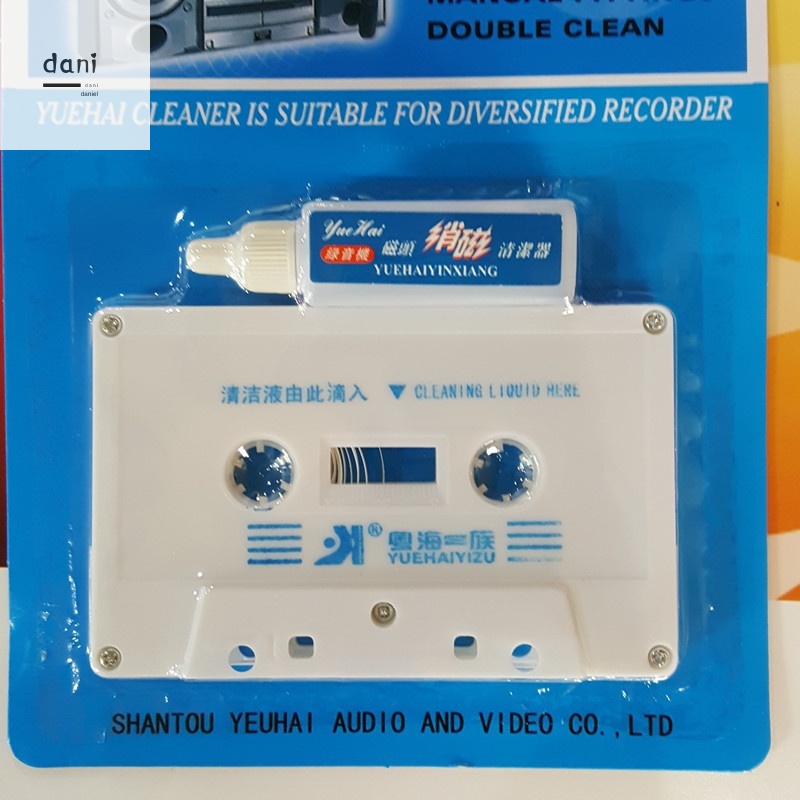 dani
dani
daniel
DOUBLE CLEAN
YUEHAI CLEANER IS SUITABLE FOR DIVERSIFIED RECORDER
YueHai
錄音機 磁頭 消磁 清潔器
YUEHAIYINXIANG
清洁液由此滴入 ▼ CLEANING LIQUID HERE
® 粤海一族
YUEHAIYIZU
SHANTOU YEUHAI AUDIO AND VIDEO CO.,LTD